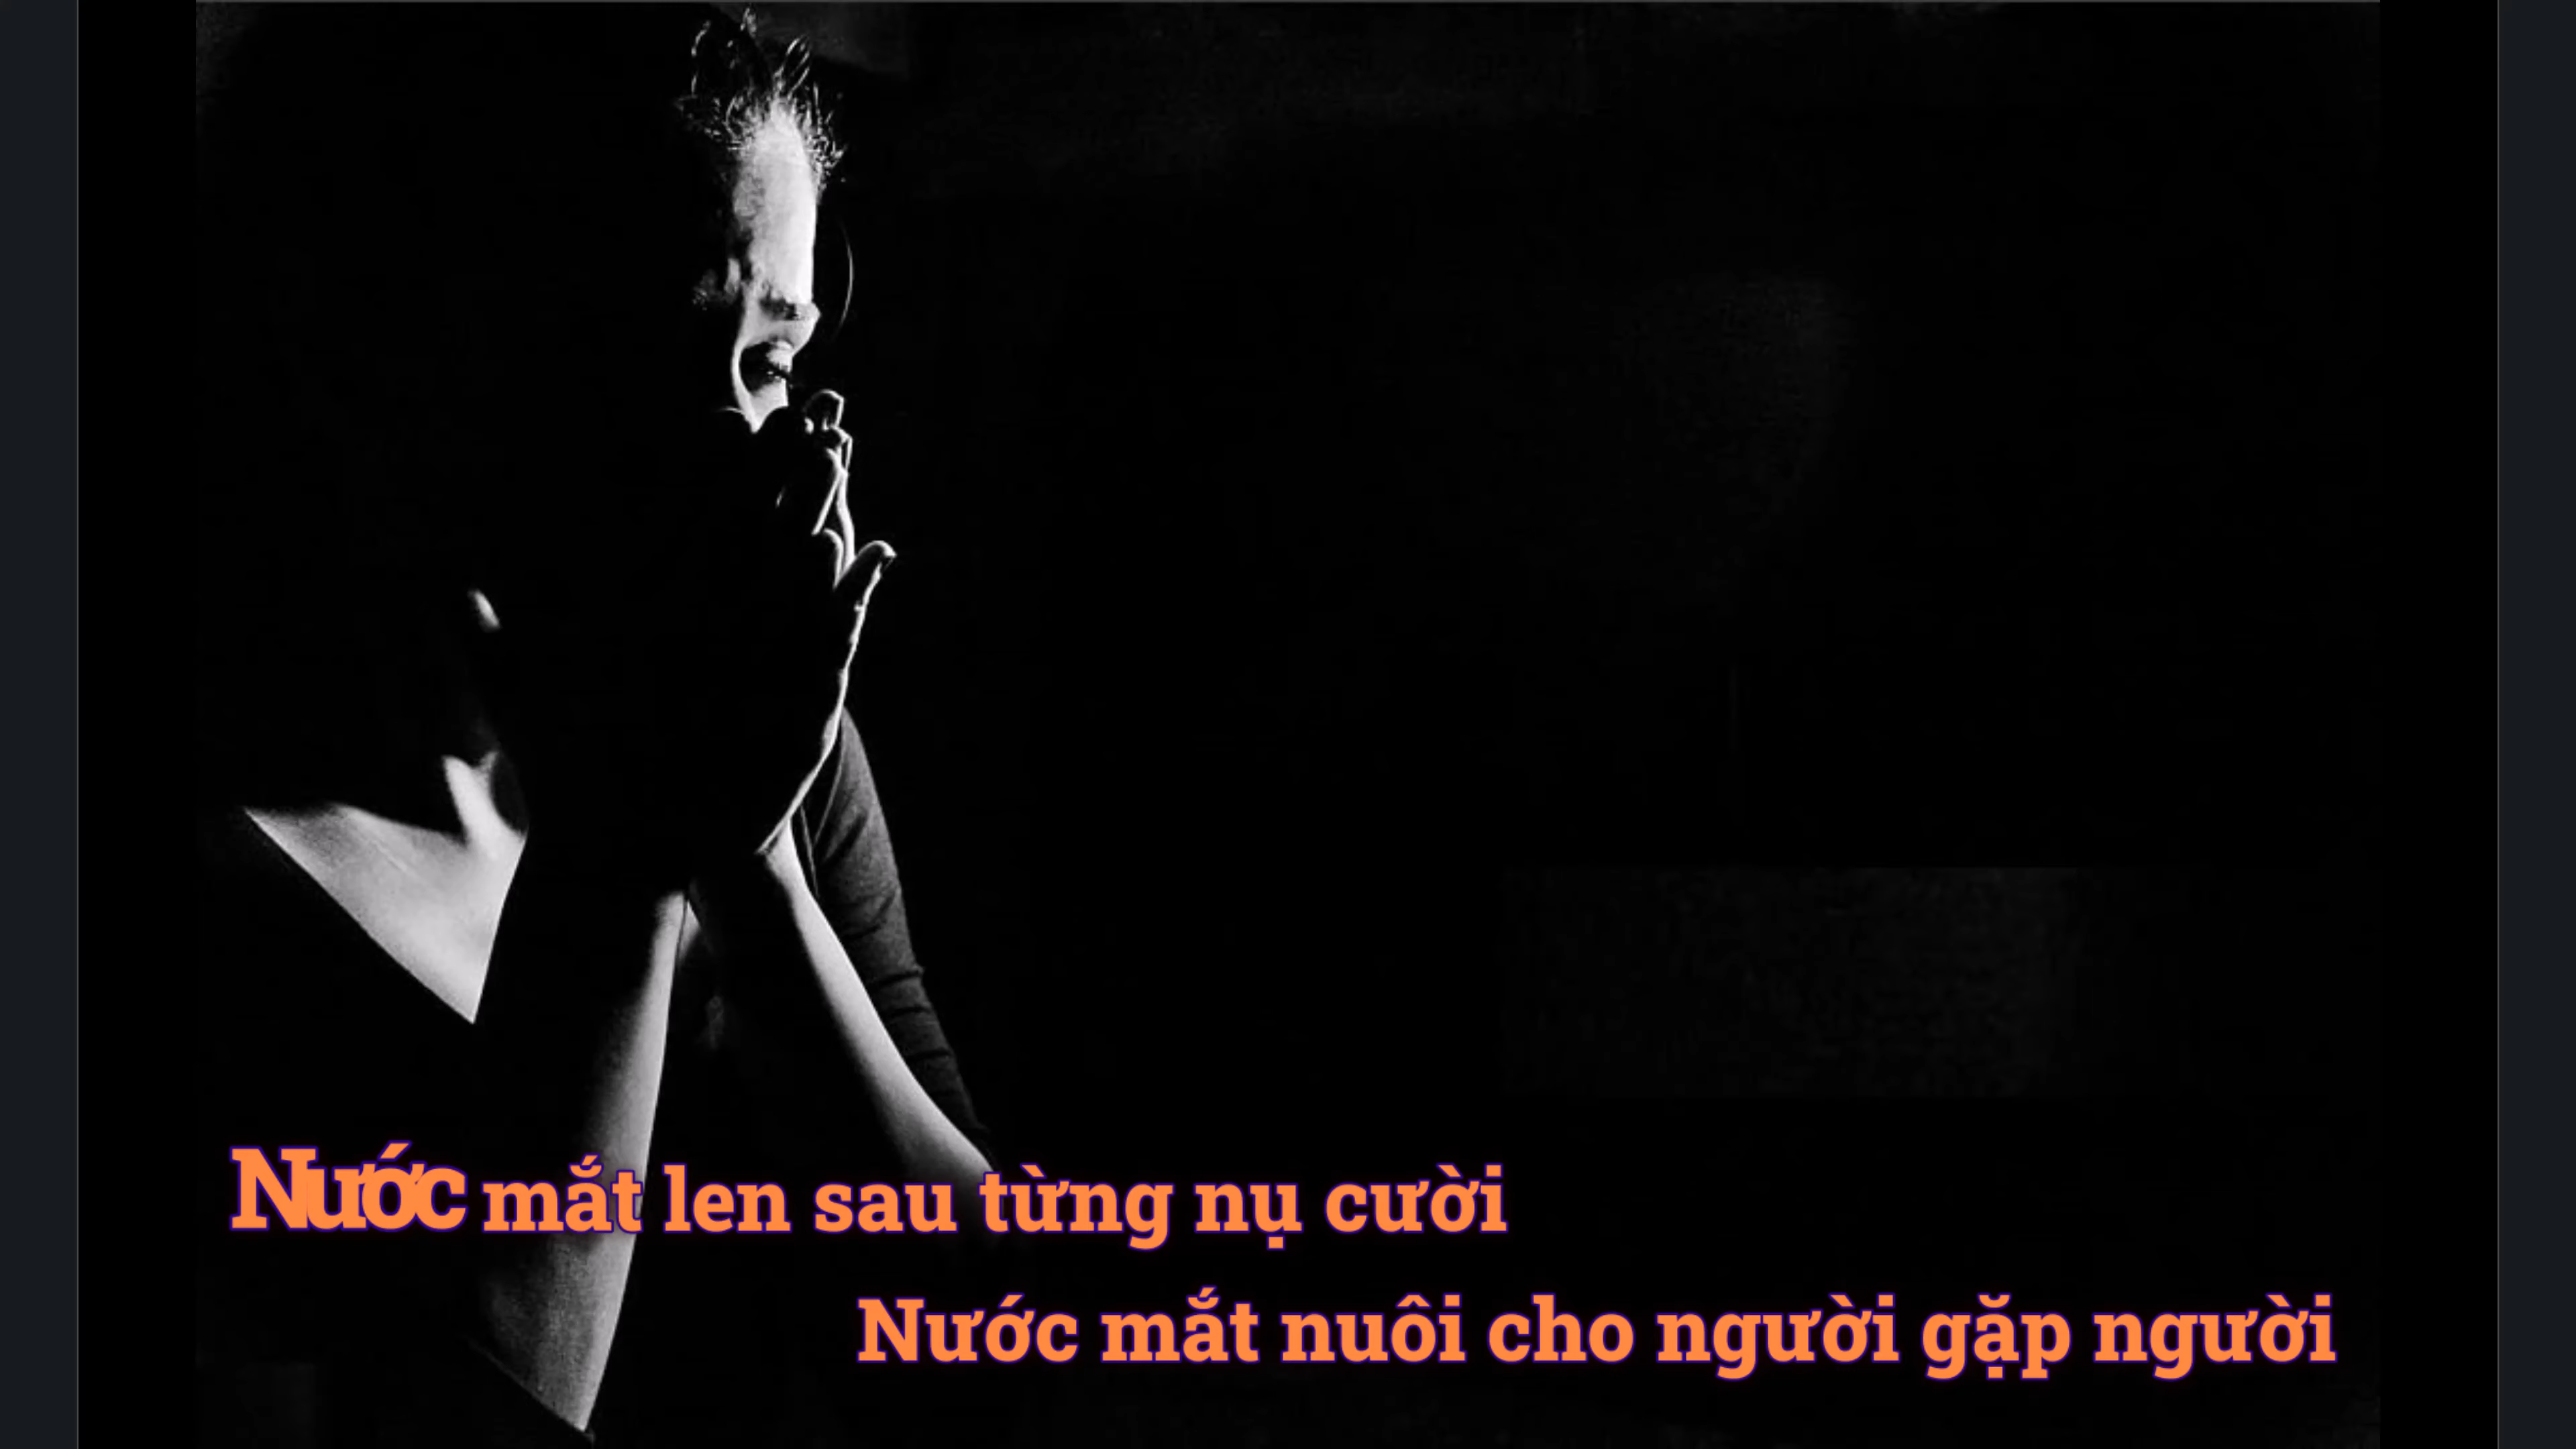 Nước mắt len sau từng nụ cười
Nước mắt nuôi cho người gặp người